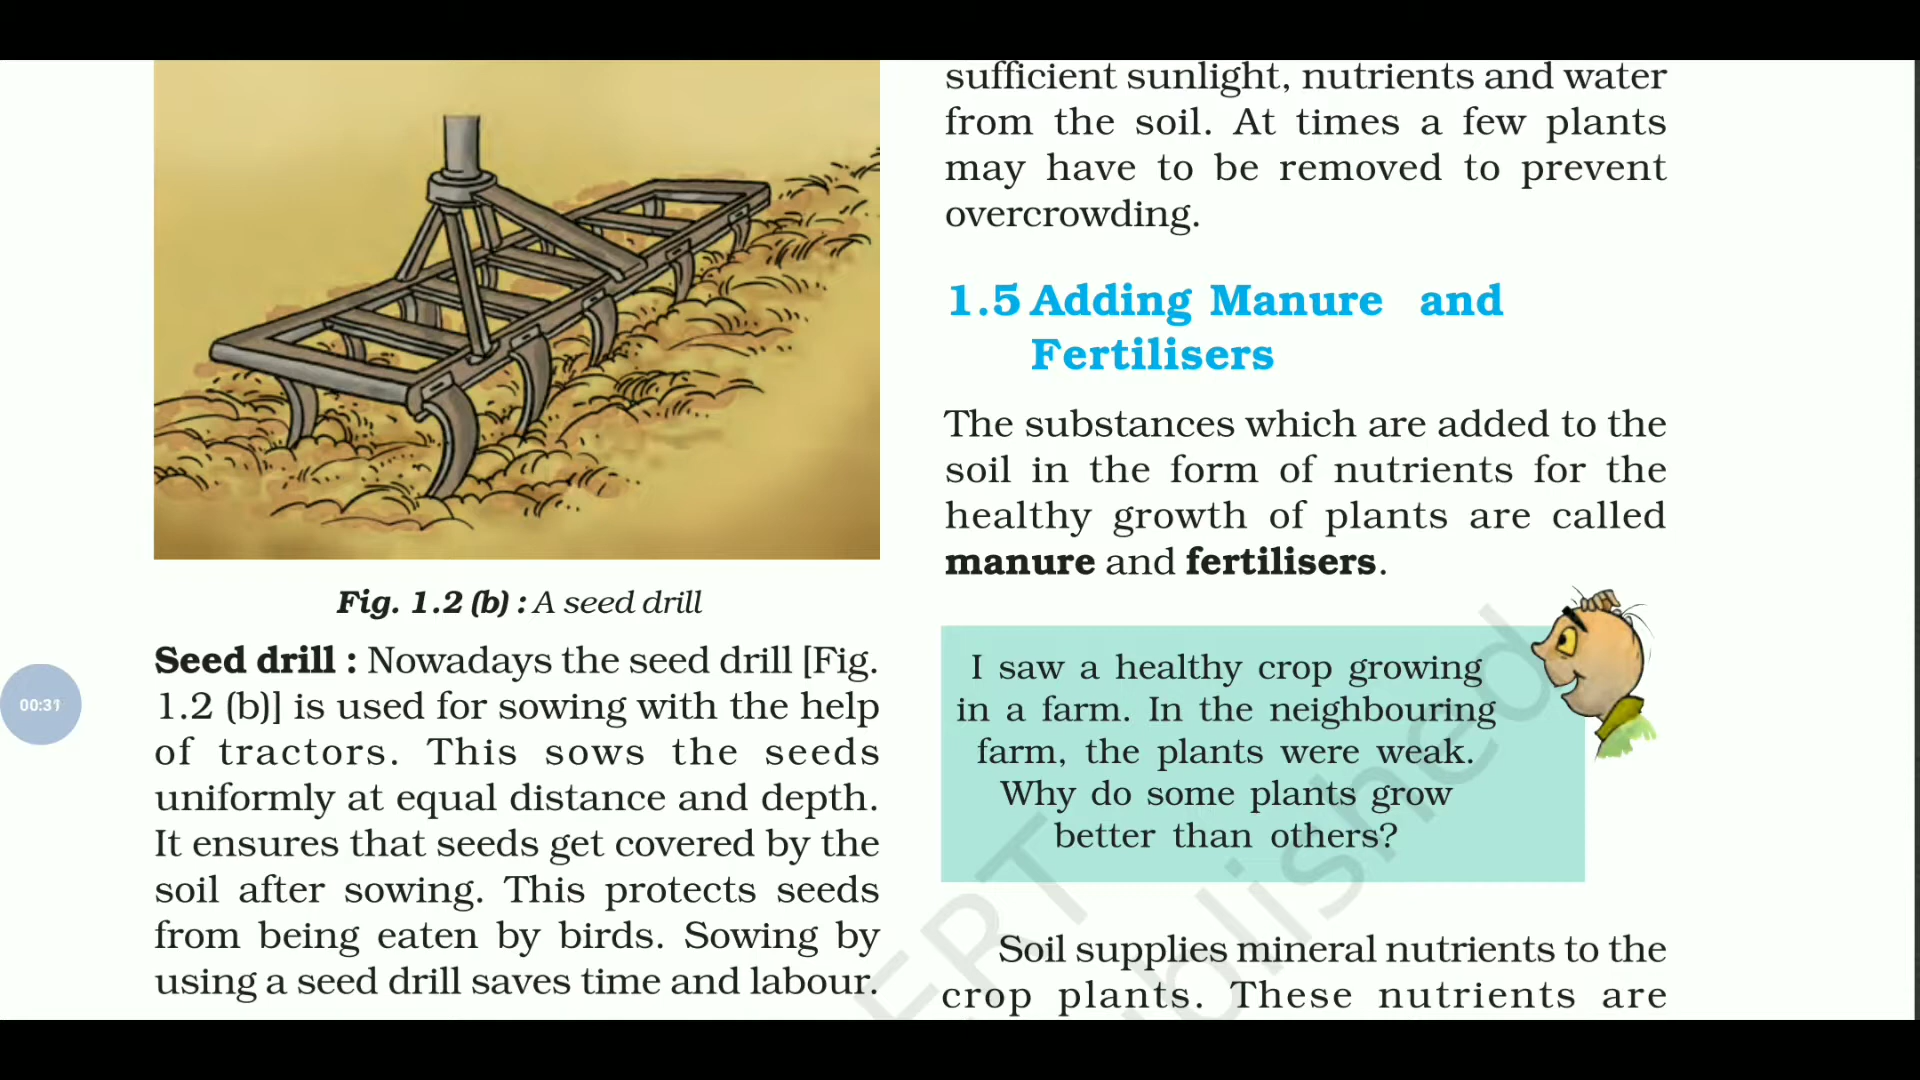 Fig. 1.2 (b) : A seed drill
Seed drill : Nowadays the seed drill [Fig.
1.2 (b)] is used for sowing with the help
of tractors. This sows the seeds
uniformly at equal distance and depth.
It ensures that seeds get covered by the
soil after sowing. This protects seeds
from being eaten by birds. Sowing by
using a seed drill saves time and labour.
00:31
sufficient sunlight, nutrients and water
from the soil. At times a few plants
may have to be removed to prevent
overcrowding.
1.5 Adding Manure and
Fertilisers
The substances which are added to the
soil in the form of nutrients for the
healthy growth of plants are called
manure and fertilisers.
I saw a healthy crop growing
in a farm. In the neighbouring
farm, the plants were weak.
Why do some plants grow
better than others?
Soil supplies mineral nutrients to the
crop plants. These nutrients are